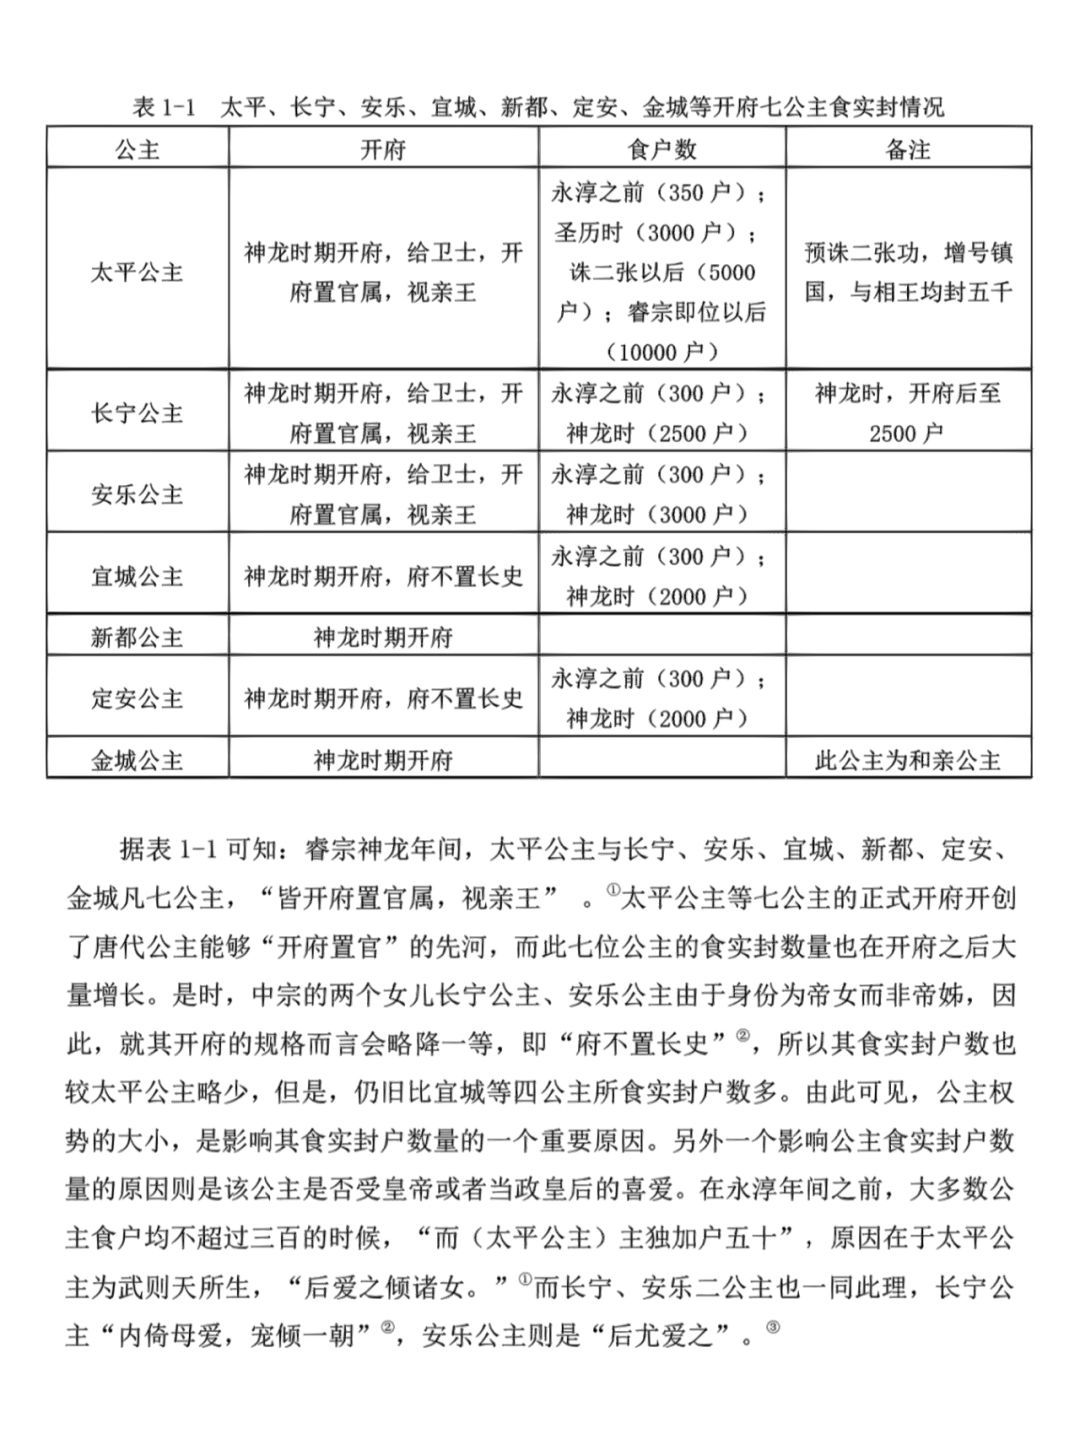 表 1-1 太平、长宁、安乐、宜城、新都、定安、金城等开府七公主食实封情况
公主 开府 食户数 备注
太平公主
神龙时期开府，给卫士，开
府置官属，视亲王
永淳之前（350 户）；
圣历时（3000 户）；
诛二张以后（5000
户）；睿宗即位以后
（10000 户）
预诛二张功，增号镇
国，与相王均封五千
长宁公主
神龙时期开府，给卫士，开
府置官属，视亲王
永淳之前（300 户）；
神龙时（2500 户）
神龙时，开府后至
2500 户
安乐公主
神龙时期开府，给卫士，开
府置官属，视亲王
永淳之前（300 户）；
神龙时（3000 户）
宜城公主
神龙时期开府，府不置长史
永淳之前（300 户）；
神龙时（2000 户）
新都公主
神龙时期开府
定安公主
神龙时期开府，府不置长史
永淳之前（300 户）；
神龙时（2000 户）
金城公主
神龙时期开府
此公主为和亲公主
据表 1-1 可知：睿宗神龙年间，太平公主与长宁、安乐、宜城、新都、定安、
金城凡七公主，“皆开府置官属，视亲王” 。①太平公主等七公主的正式开府开创
了唐代公主能够“开府置官”的先河，而此七位公主的食实封数量也在开府之后大
量增长。是时，中宗的两个女儿长宁公主、安乐公主由于身份为帝女而非帝姊，因
此，就其开府的规格而言会略降一等，即“府不置长史”②，所以其食实封户数也
较太平公主略少，但是，仍旧比宜城等四公主所食实封户数多。由此可见，公主权
势的大小，是影响其食实封户数量的一个重要原因。另外一个影响公主食实封户数
量的原因则是该公主是否受皇帝或者当政皇后的喜爱。在永淳年间之前，大多数公
主食户均不超过三百的时候，“而（太平公主）主独加户五十”, 原因在于太平公
主为武则天所生，“后爱之倾诸女。”①而长宁、安乐二公主也一同此理，长宁公
主“内倚母爱，宠倾一朝”②，安乐公主则是“后尤爱之”。③